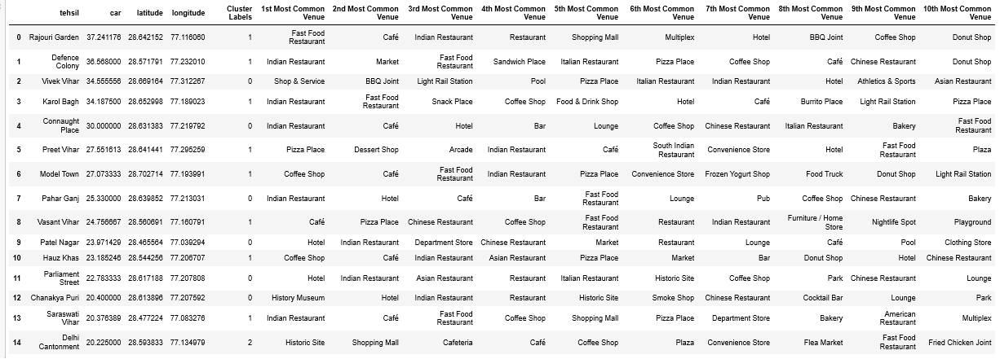 tehsil car latitude longitude Cluster Labels 1st Most Common Venue 2nd Most Common Venue 3rd Most Common Venue 4th Most Common Venue 5th Most Common Venue 6th Most Common Venue 7th Most Common Venue 8th Most Common Venue 9th Most Common Venue 10th Most Common Venue
0 Rajouri Garden 37.241176 28.642152 77.116060 1 Fast Food Restaurant Café Indian Restaurant Restaurant Shopping Mall Multiplex Hotel BBQ Joint Coffee Shop Donut Shop
1 Defence Colony 36.568000 28.571791 77.232010 1 Indian Restaurant Market Fast Food Restaurant Sandwich Place Italian Restaurant Pizza Place Coffee Shop Café Chinese Restaurant Donut Shop
2 Vivek Vihar 34.555556 28.669164 77.312267 0 Shop & Service BBQ Joint Light Rail Station Pool Pizza Place Italian Restaurant Indian Restaurant Hotel Athletics & Sports Asian Restaurant
3 Karol Bagh 34.187500 28.652998 77.189023 1 Indian Restaurant Fast Food Restaurant Snack Place Coffee Shop Food & Drink Shop Hotel Café Burrito Place Light Rail Station Pizza Place
4 Connaught Place 30.000000 28.631383 77.219792 0 Indian Restaurant Café Hotel Bar Lounge Coffee Shop Chinese Restaurant Italian Restaurant Bakery Fast Food Restaurant
5 Preet Vihar 27.551613 28.641441 77.295259 1 Pizza Place Dessert Shop Arcade Indian Restaurant Café South Indian Restaurant Convenience Store Hotel Fast Food Restaurant Plaza
6 Model Town 27.073333 28.702714 77.193991 1 Coffee Shop Café Fast Food Restaurant Indian Restaurant Pizza Place Convenience Store Frozen Yogurt Shop Food Truck Donut Shop Light Rail Station
7 Pahar Ganj 25.330000 28.639852 77.213031 0 Indian Restaurant Hotel Café Bar Fast Food Restaurant Lounge Pub Coffee Shop Chinese Restaurant Bakery
8 Vasant Vihar 24.756667 28.560691 77.160791 1 Café Pizza Place Chinese Restaurant Coffee Shop Fast Food Restaurant Restaurant Indian Restaurant Furniture / Home Store Nightlife Spot Playground
9 Patel Nagar 23.971429 28.465564 77.039294 0 Hotel Indian Restaurant Department Store Chinese Restaurant Market Restaurant Lounge Café Pool Clothing Store
10 Hauz Khas 23.185246 28.544256 77.206707 1 Coffee Shop Café Indian Restaurant Asian Restaurant Pizza Place Market Bar Donut Shop Hotel Chinese Restaurant
11 Parliament Street 22.783333 28.617188 77.207808 0 Hotel Indian Restaurant Asian Restaurant Restaurant Italian Restaurant Historic Site Coffee Shop Park Chinese Restaurant Lounge
12 Chanakya Puri 20.400000 28.613896 77.207592 0 History Museum Hotel Indian Restaurant Restaurant Historic Site Smoke Shop Chinese Restaurant Cocktail Bar Lounge Park
13 Saraswati Vihar 20.376389 28.477224 77.083276 1 Indian Restaurant Café Fast Food Restaurant Coffee Shop Shopping Mall Pizza Place Department Store Bakery American Restaurant Multiplex
14 Delhi Cantonment 20.225000 28.593833 77.134979 2 Historic Site Shopping Mall Cafeteria Café Coffee Shop Plaza Convenience Store Flea Market Fast Food Restaurant Fried Chicken Joint